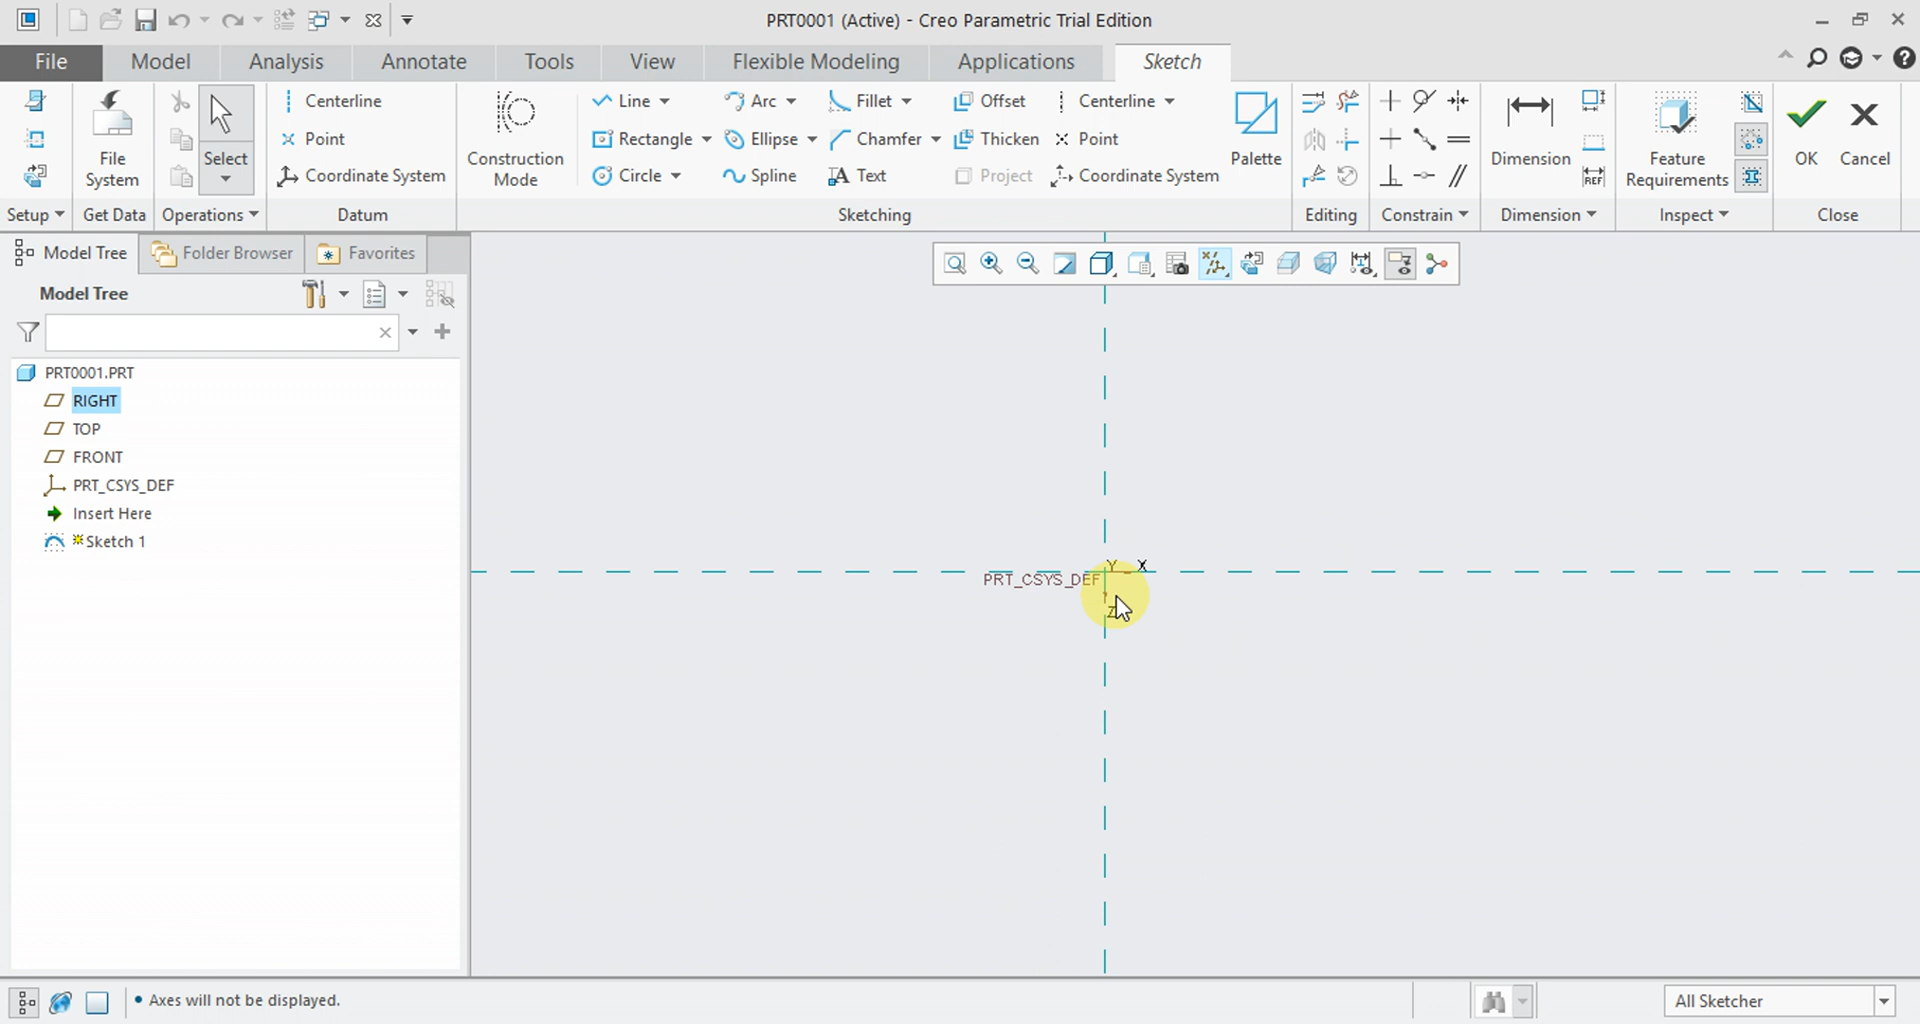 PRT0001 (Active) - Creo Parametric Trial Edition
File Model Analysis Annotate Tools View Flexible Modeling Applications Sketch
Centerline Line Arc Fillet Offset Centerline
Point Rectangle Ellipse Chamfer Thicken Point
Coordinate System Circle Spline Text Project Coordinate System
File System
Select
Construction Mode
Palette
Dimension
REF
Feature Requirements
OK
Cancel
Setup Get Data Operations Datum Sketching Editing Constrain Dimension Inspect Close
Model Tree Folder Browser Favorites
Model Tree
PRT0001.PRT
RIGHT
TOP
FRONT
PRT_CSYS_DEF
Insert Here
Sketch 1
Y X
PRT_CSYS_DEF
Z
• Axes will not be displayed.
All Sketcher